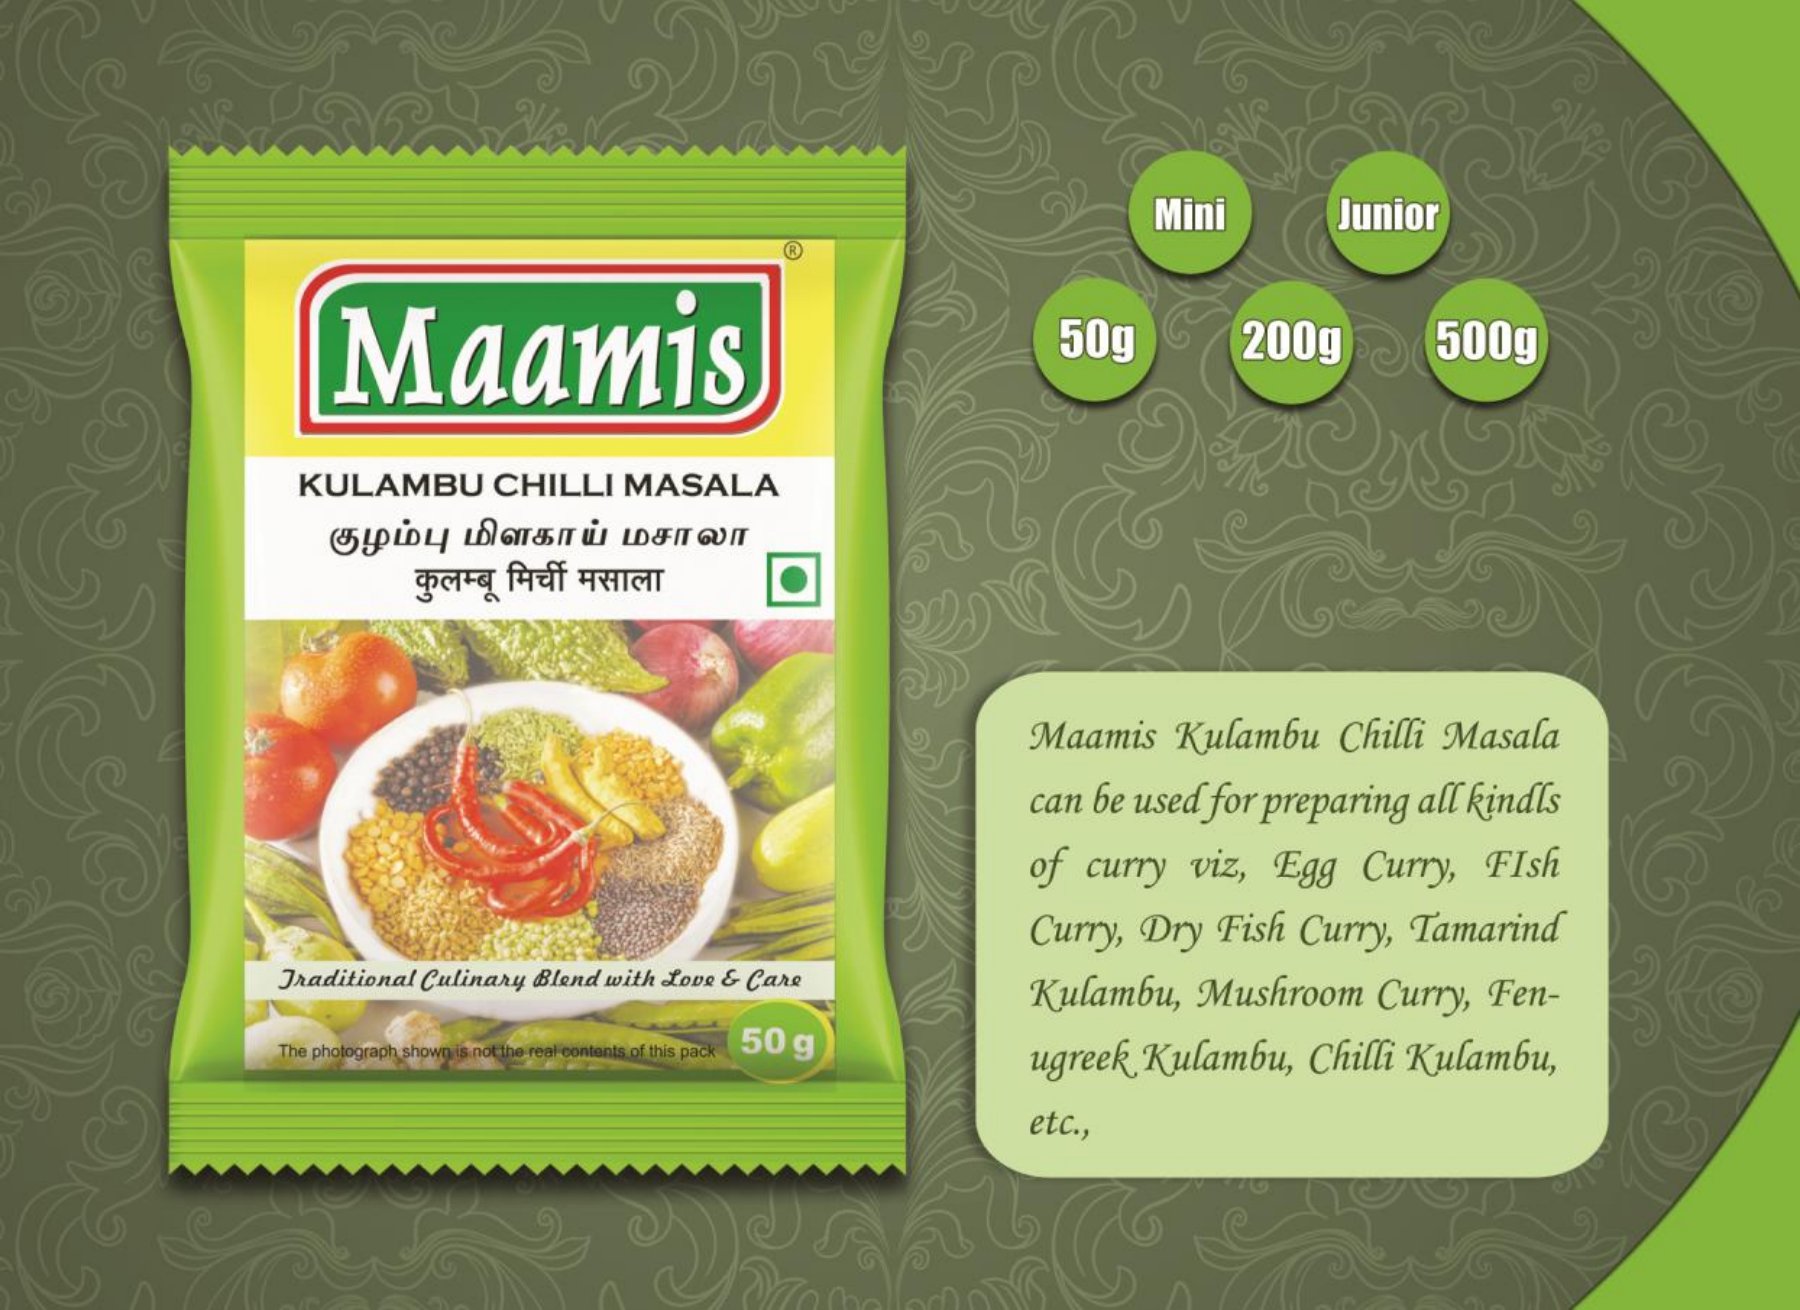 ®
Maamis
KULAMBU CHILLI MASALA
குழம்பு மிளகாய் மசாலா
कुलम्बू मिर्ची मसाला
Traditional Culinary Blend with Love & Care
The photograph shown is not the real contents of this pack
50 g
Mini
Junior
50g
200g
500g
Maamis Kulambu Chilli Masala
can be used for preparing all kindls
of curry viz, Egg Curry, FIsh
Curry, Dry Fish Curry, Tamarind
Kulambu, Mushroom Curry, Fen-
ugreek Kulambu, Chilli Kulambu,
etc.,